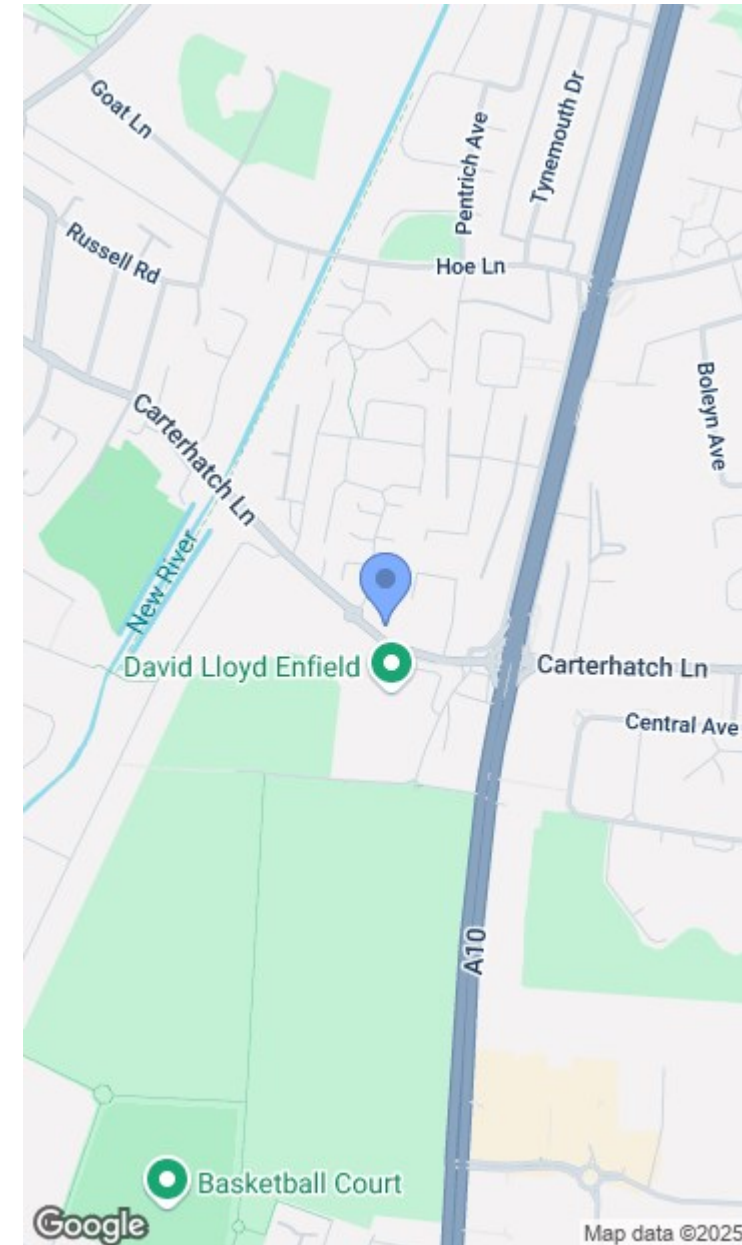 Goat Ln
Pentrich Ave
Tynemouth Dr
Russell Rd
Hoe Ln
Boleyn Ave
Carterhatch Ln
New River
David Lloyd Enfield
Carterhatch Ln
Central Ave
A10
Basketball Court
Google
Map data ©2025